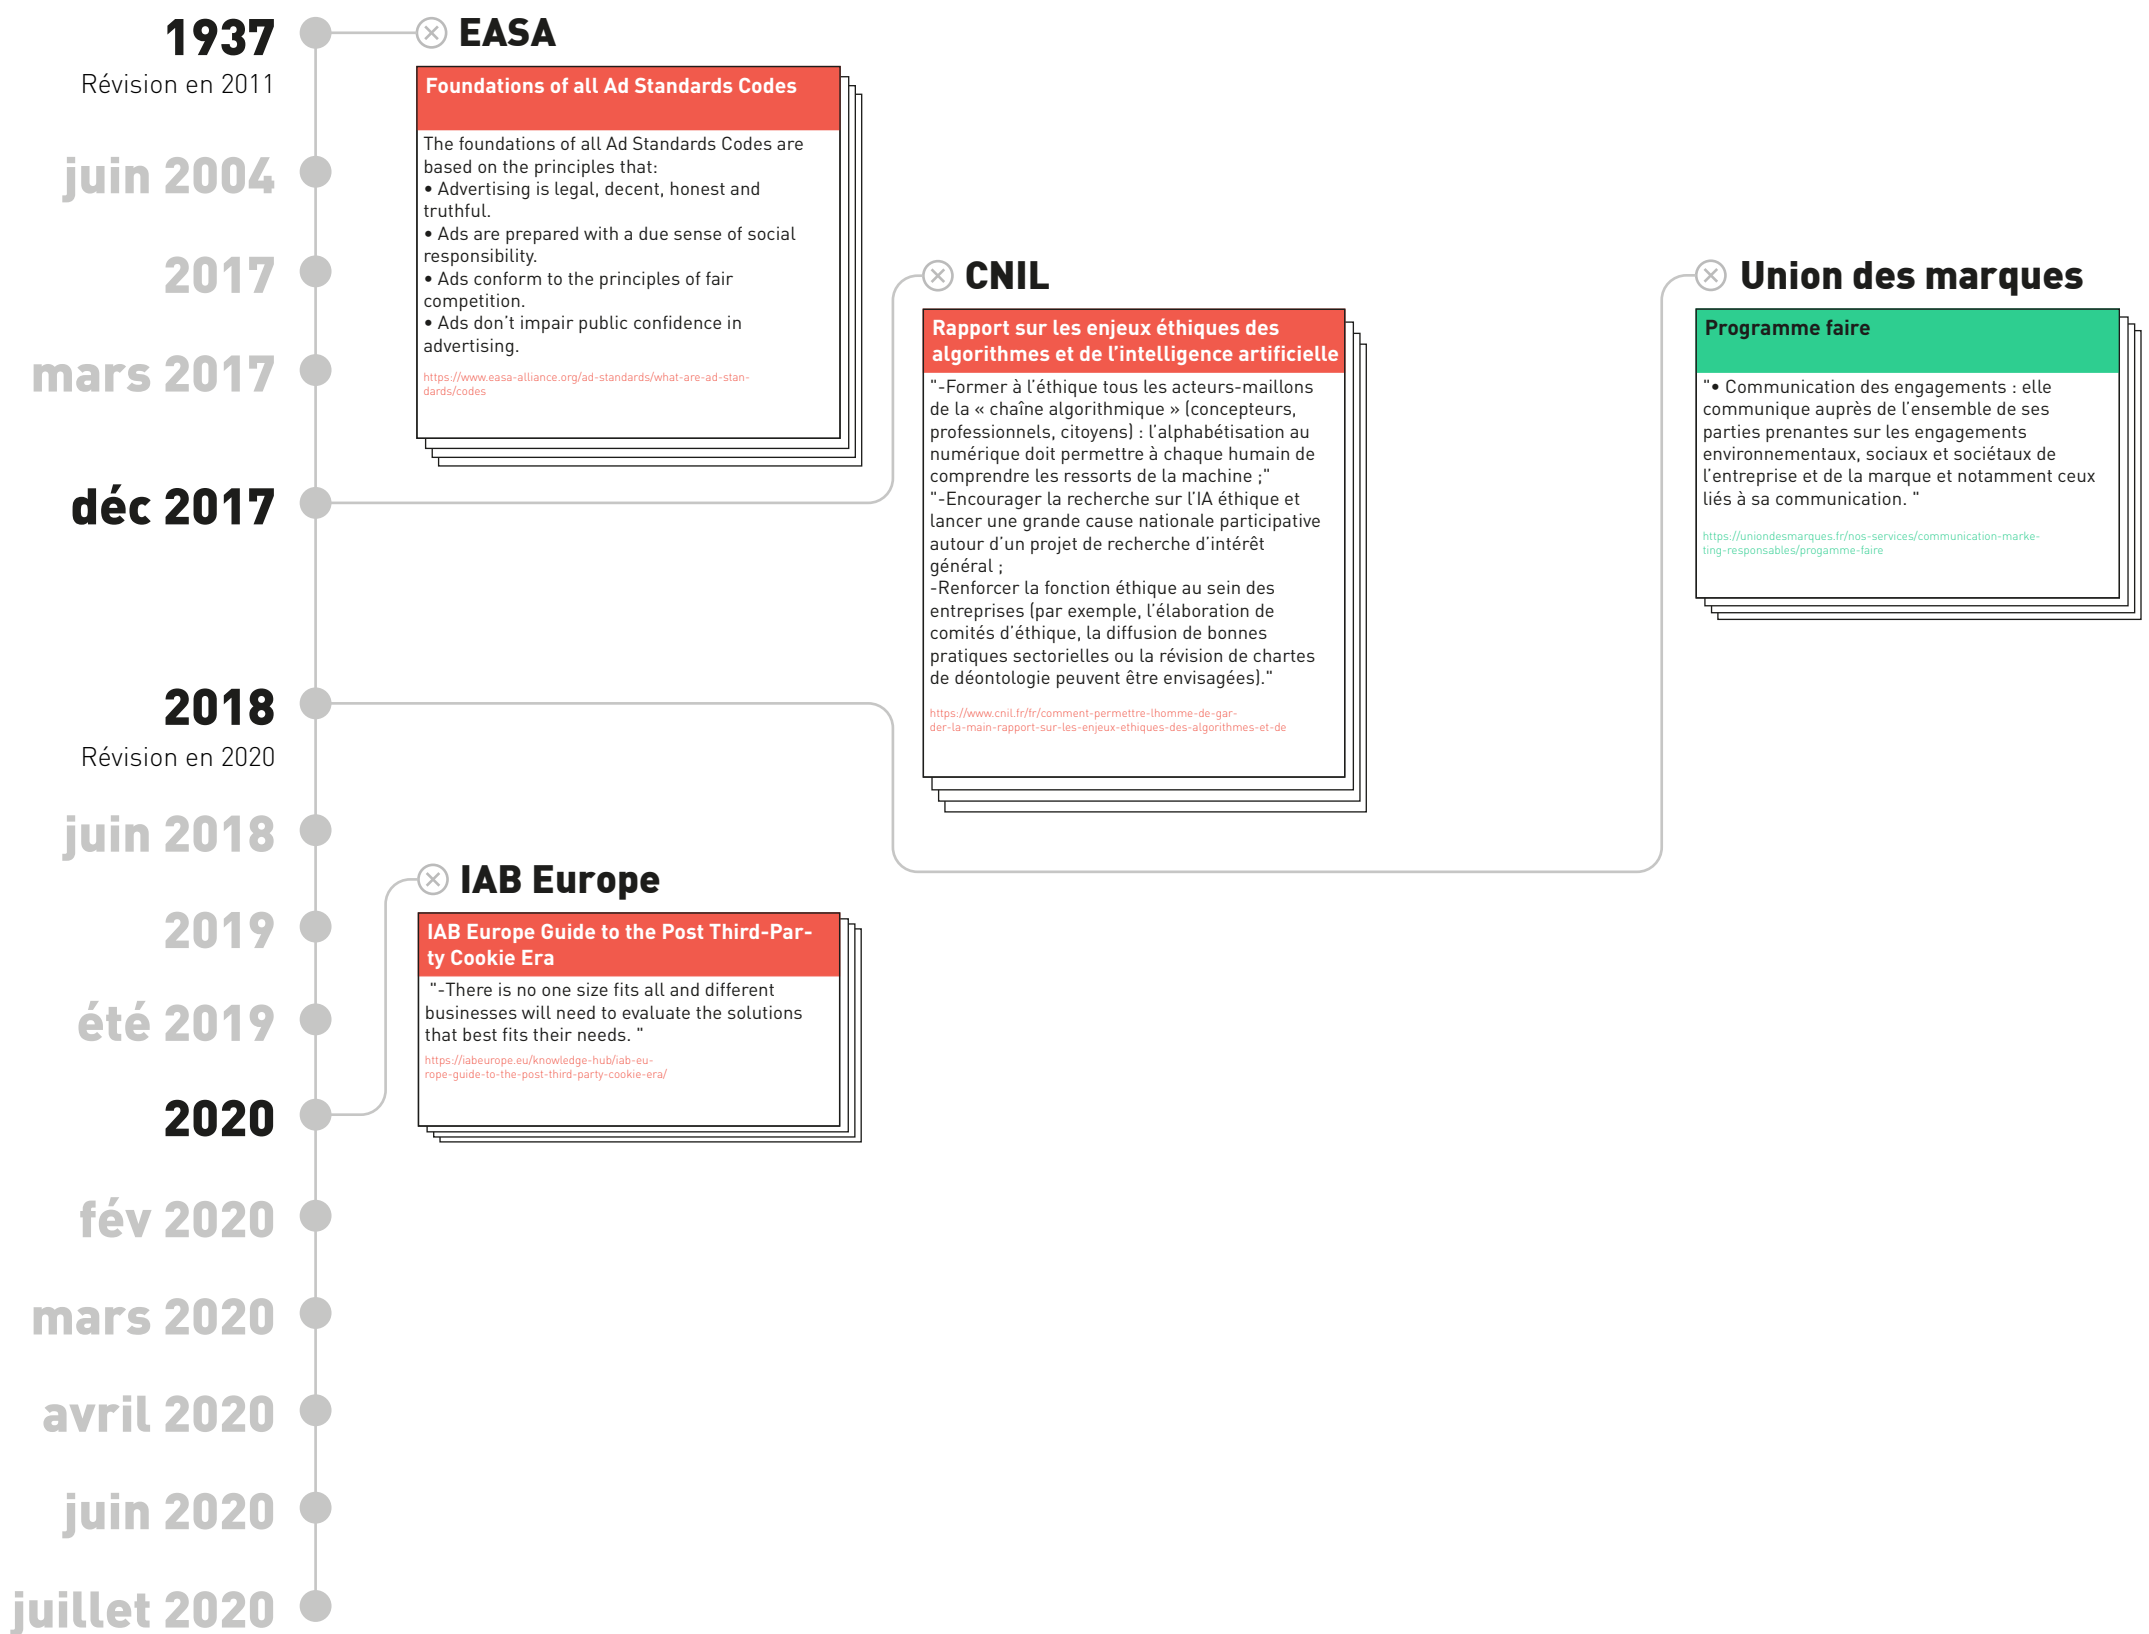 1937
Révision en 2011
juin 2004
2017
mars 2017
déc 2017
2018
Révision en 2020
juin 2018
2019
été 2019
2020
fév 2020
mars 2020
avril 2020
juin 2020
juillet 2020
EASA
Foundations of all Ad Standards Codes
The foundations of all Ad Standards Codes are
based on the principles that:
• Advertising is legal, decent, honest and
truthful.
• Ads are prepared with a due sense of social
responsibility.
• Ads conform to the principles of fair
competition.
• Ads don't impair public confidence in
advertising.
https://www.easa-alliance.org/ad-standards/what-are-ad-stan-
dards/codes
CNIL
Rapport sur les enjeux éthiques des
algorithmes et de l'intelligence artificielle
"-Former à l'éthique tous les acteurs-maillons
de la « chaîne algorithmique » (concepteurs,
professionnels, citoyens) : l'alphabétisation au
numérique doit permettre à chaque humain de
comprendre les ressorts de la machine ;"
"-Encourager la recherche sur l'IA éthique et
lancer une grande cause nationale participative
autour d'un projet de recherche d'intérêt
général ;
-Renforcer la fonction éthique au sein des
entreprises (par exemple, l'élaboration de
comités d'éthique, la diffusion de bonnes
pratiques sectorielles ou la révision de chartes
de déontologie peuvent être envisagées)."
https://www.cnil.fr/fr/comment-permettre-lhomme-de-gar-
der-la-main-rapport-sur-les-enjeux-ethiques-des-algorithmes-et-de
Union des marques
Programme faire
"• Communication des engagements : elle
communique auprès de l'ensemble de ses
parties prenantes sur les engagements
environnementaux, sociaux et sociétaux de
l'entreprise et de la marque et notamment ceux
liés à sa communication. "
https://uniondesmarques.fr/nos-services/communication-marke-
ting-responsables/progamme-faire
IAB Europe
IAB Europe Guide to the Post Third-Par-
ty Cookie Era
"-There is no one size fits all and different
businesses will need to evaluate the solutions
that best fits their needs. "
https://iabeurope.eu/knowledge-hub/iab-eu-
rope-guide-to-the-post-third-party-cookie-era/